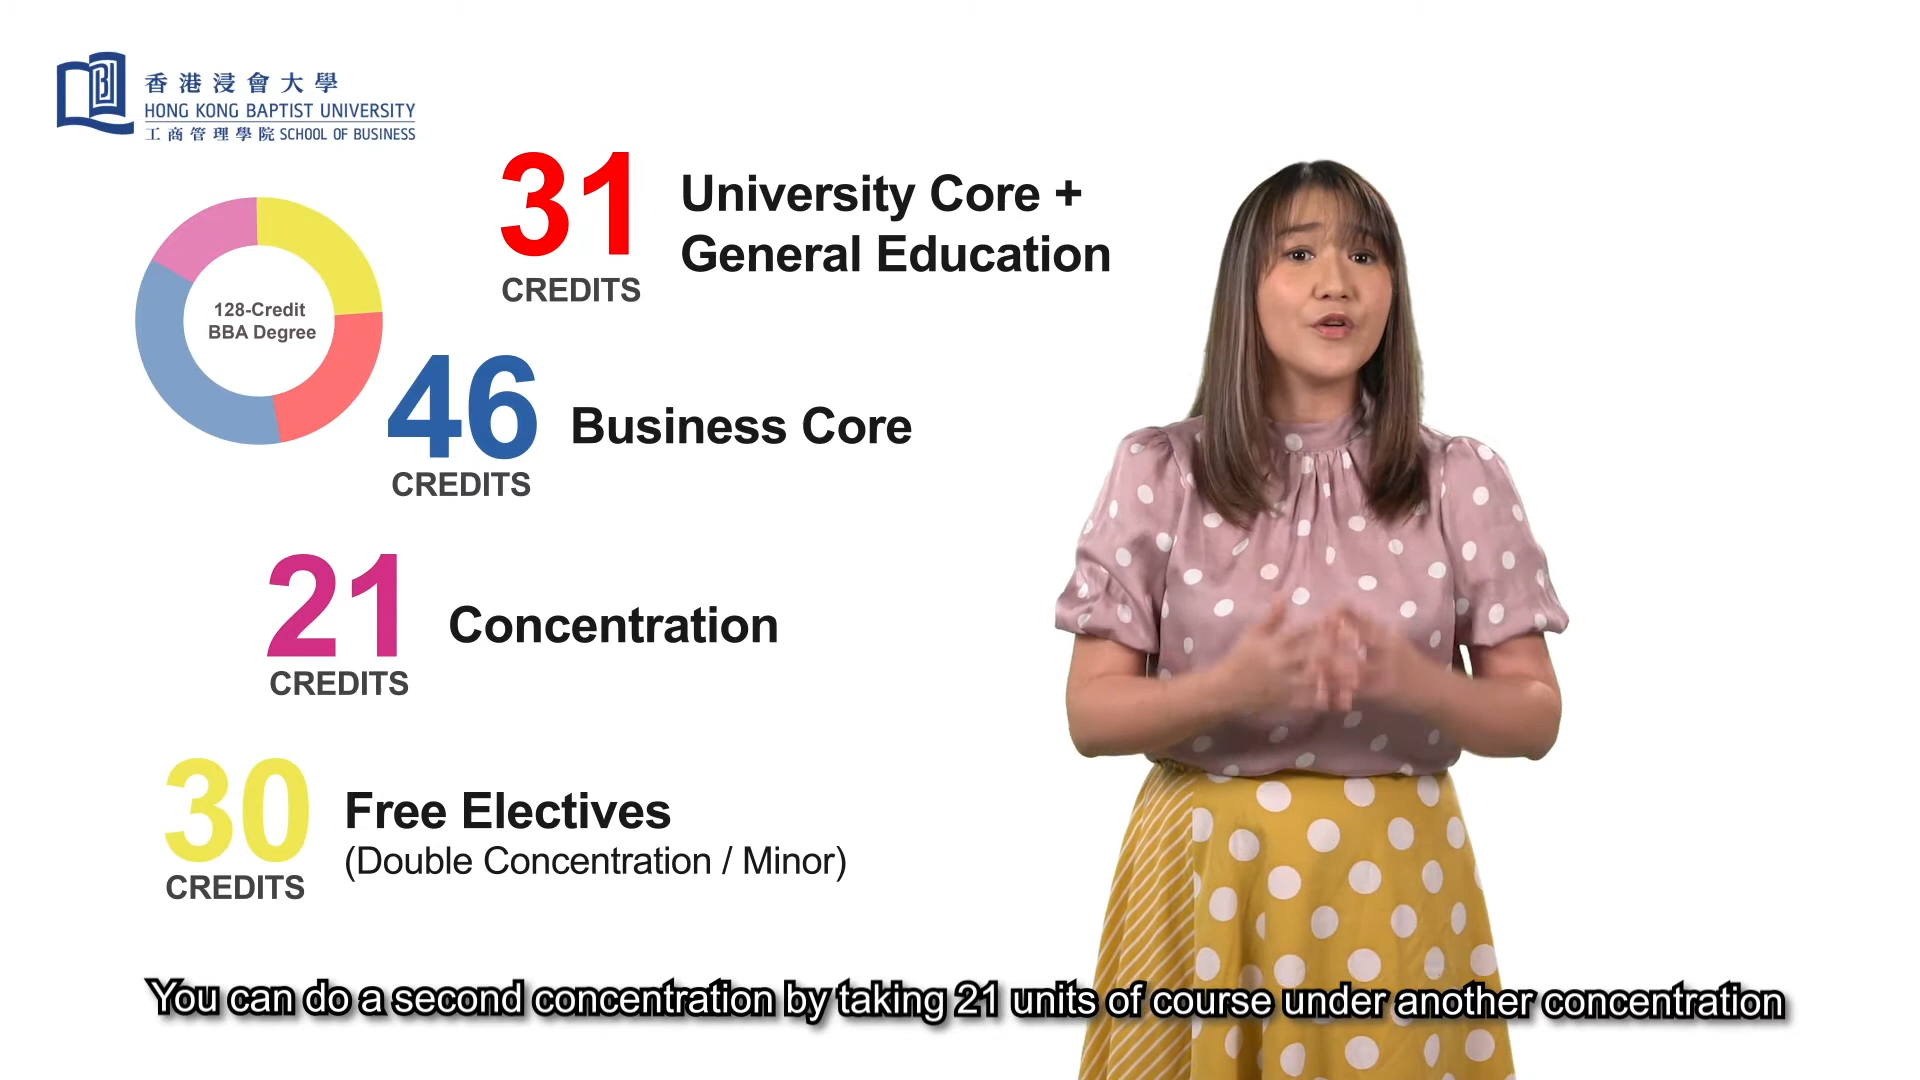 香港浸會大學
HONG KONG BAPTIST UNIVERSITY
工商管理學院 SCHOOL OF BUSINESS
31
CREDITS
University Core +
General Education
128-Credit
BBA Degree
46
CREDITS
Business Core
21
CREDITS
Concentration
30
CREDITS
Free Electives
(Double Concentration / Minor)
You can do a second concentration by taking 21 units of course under another concentration